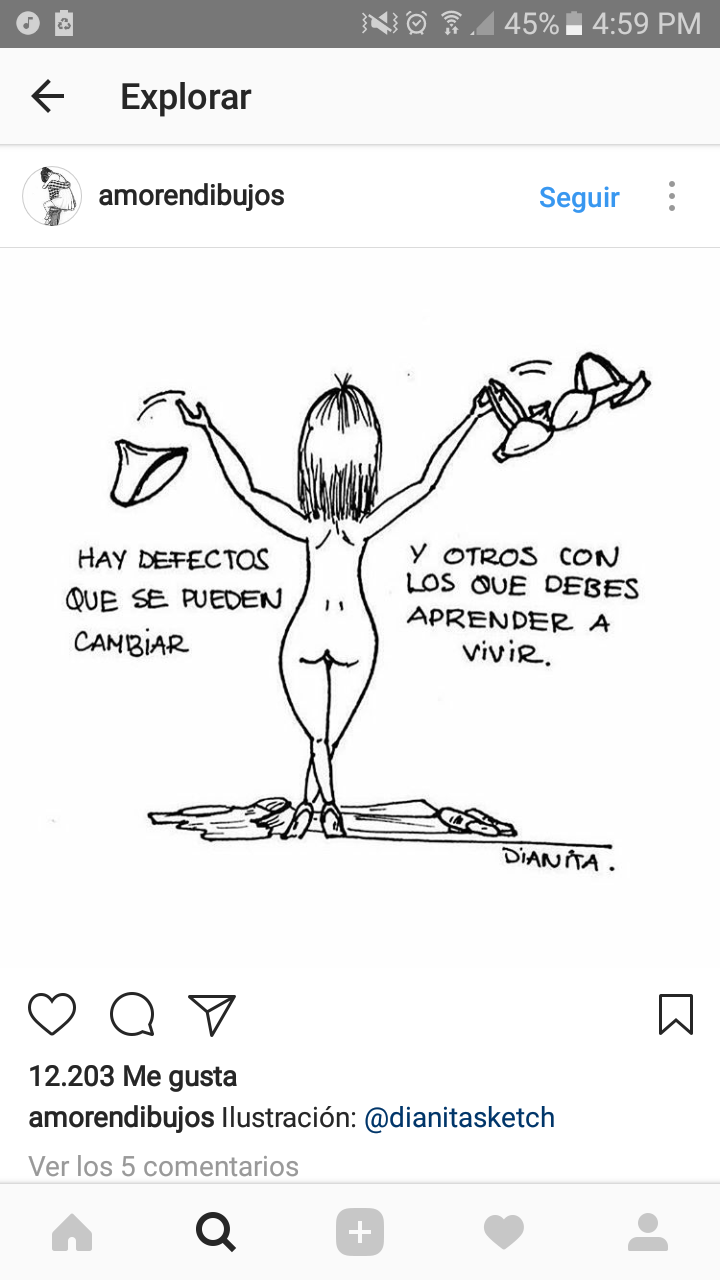 45% 4:59 PM
Explorar
amorendibujos
Seguir
HAY DEFECTOS
QUE SE PUEDEN
CAMBiAR
Y OTROS CON
LOS QUE DEBES
APRENDER A
ViViR.
DiANiTA.
12.203 Me gusta
amorendibujos Ilustración: @dianitasketch
Ver los 5 comentarios